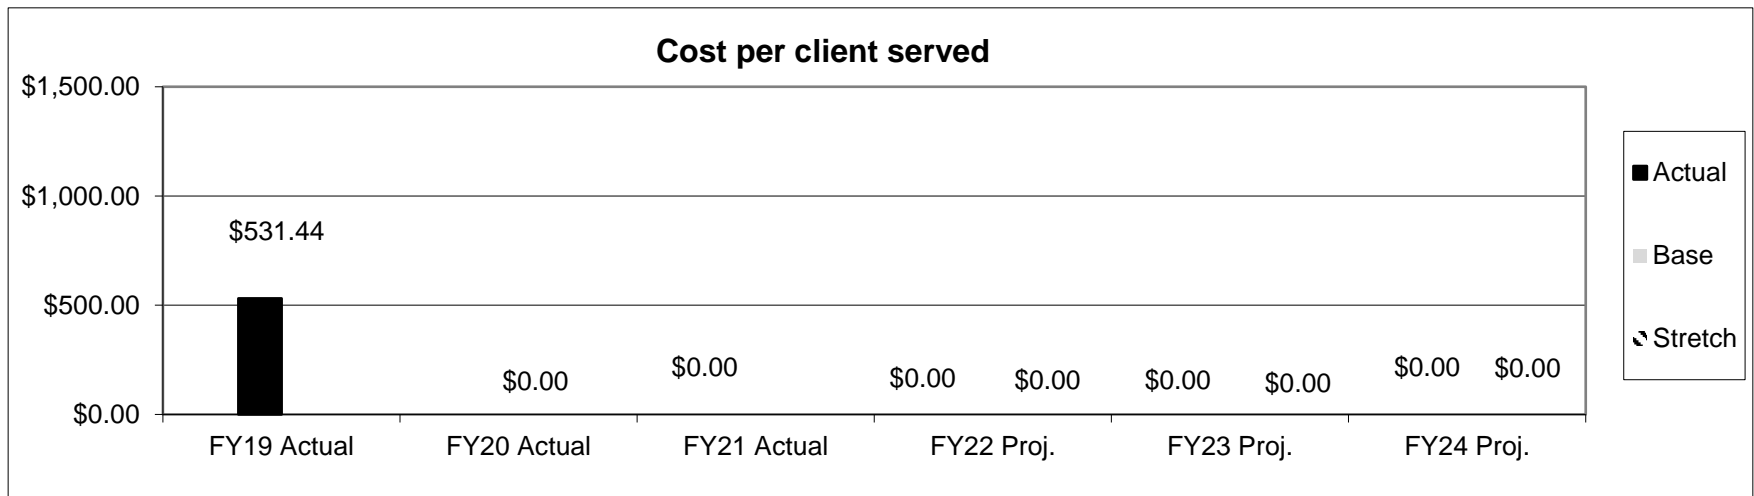 Cost per client served
$1,500.00
$1,000.00
$500.00
$0.00
$531.44
$0.00
$0.00
$0.00
$0.00
$0.00
$0.00
$0.00
$0.00
FY19 Actual
FY20 Actual
FY21 Actual
FY22 Proj.
FY23 Proj.
FY24 Proj.
Actual
Base
Stretch